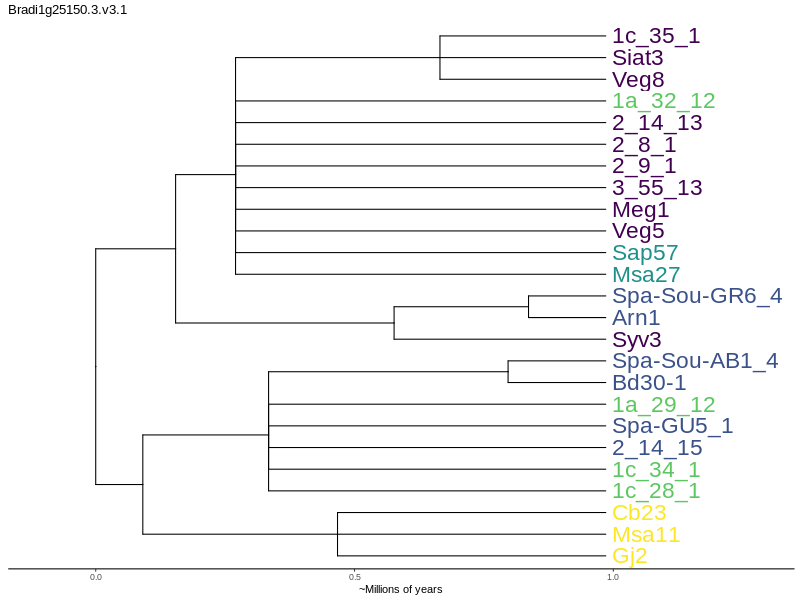 Bradi1g25150.3.v3.1
1c_35_1
Siat3
Veg8
1a_32_12
2_14_13
2_8_1
2_9_1
3_55_13
Meg1
Veg5
Sap57
Msa27
Spa-Sou-GR6_4
Arn1
Syv3
Spa-Sou-AB1_4
Bd30-1
1a_29_12
Spa-GU5_1
2_14_15
1c_34_1
1c_28_1
Cb23
Msa11
Gj2
0.0 0.5 1.0
~Millions of years